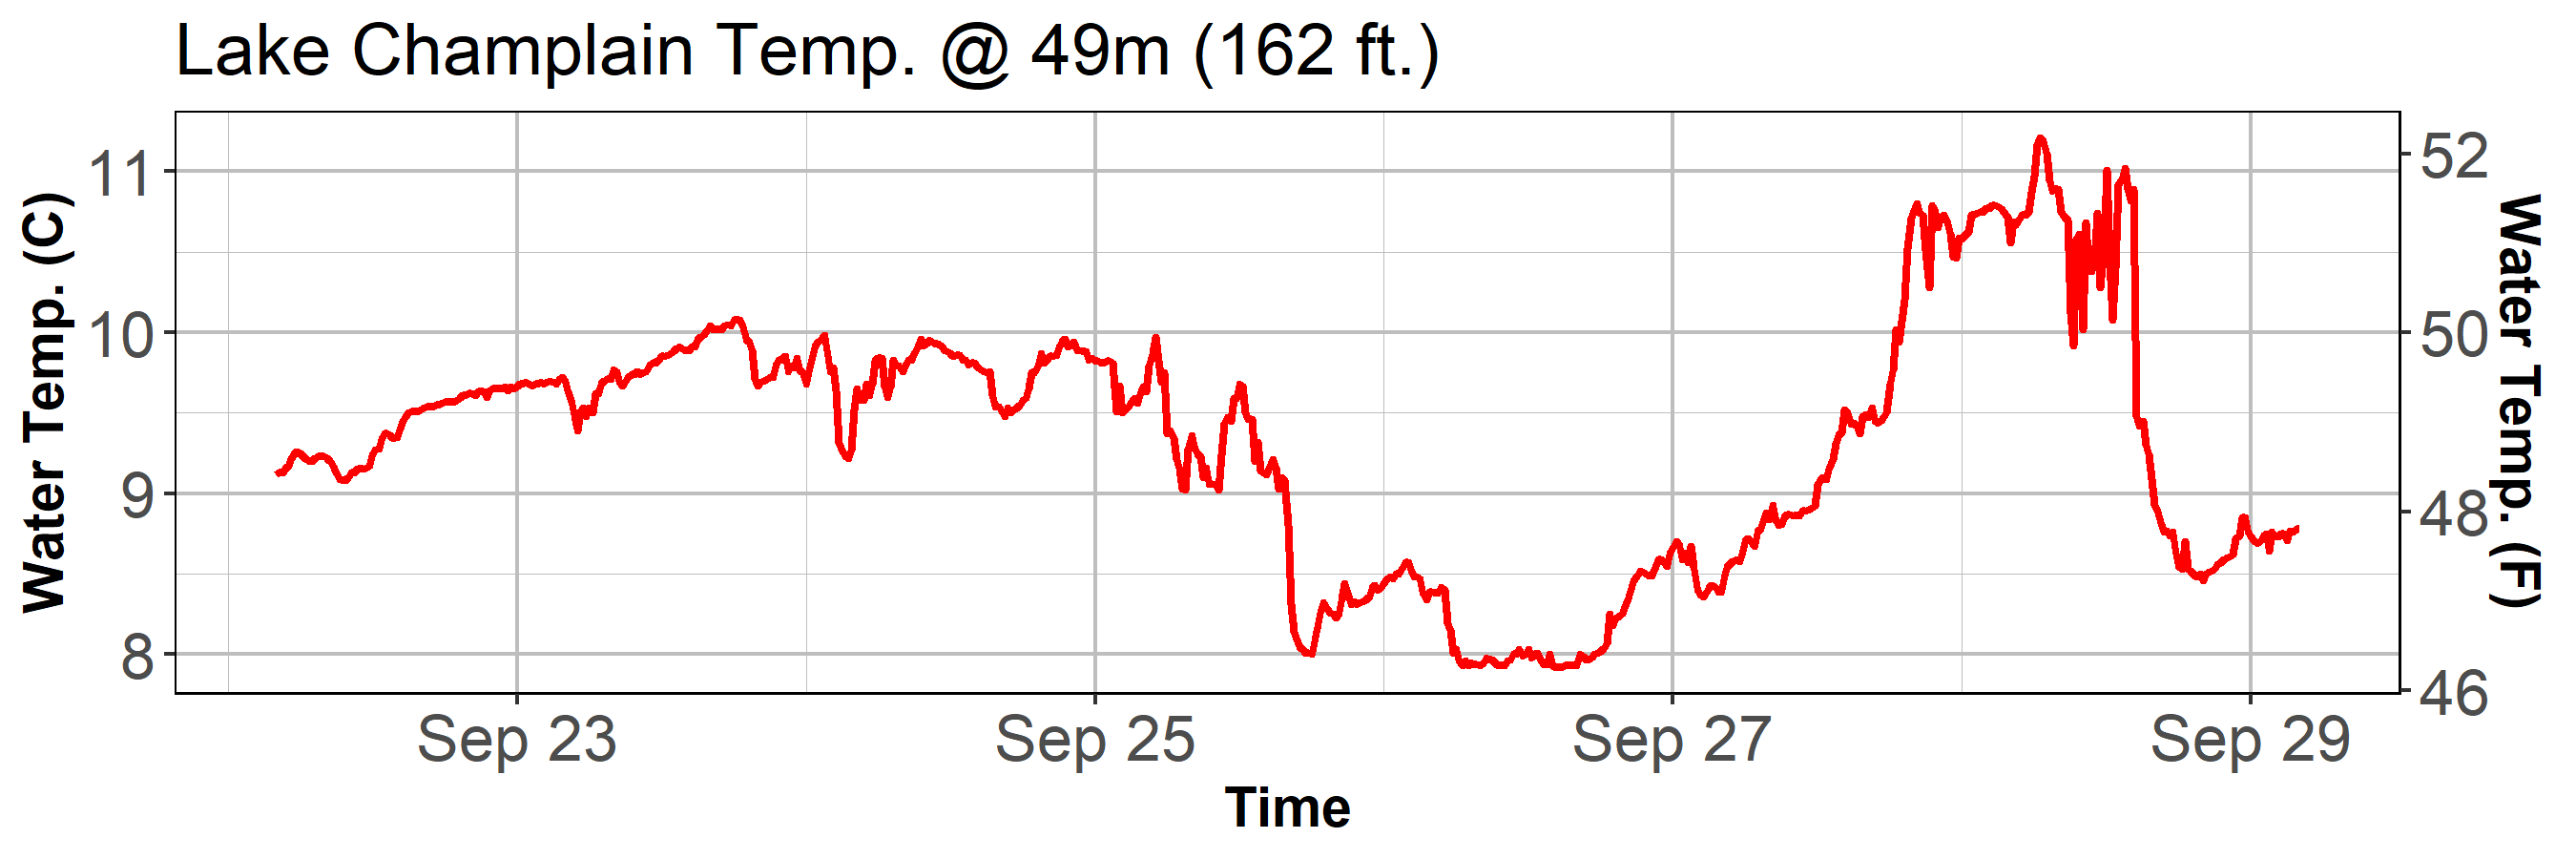 Lake Champlain Temp. @ 49m (162 ft.)
Water Temp. (C)
11
10
9
8
52
50
48
46
Water Temp. (F)
Sep 23 Sep 25 Sep 27 Sep 29
Time